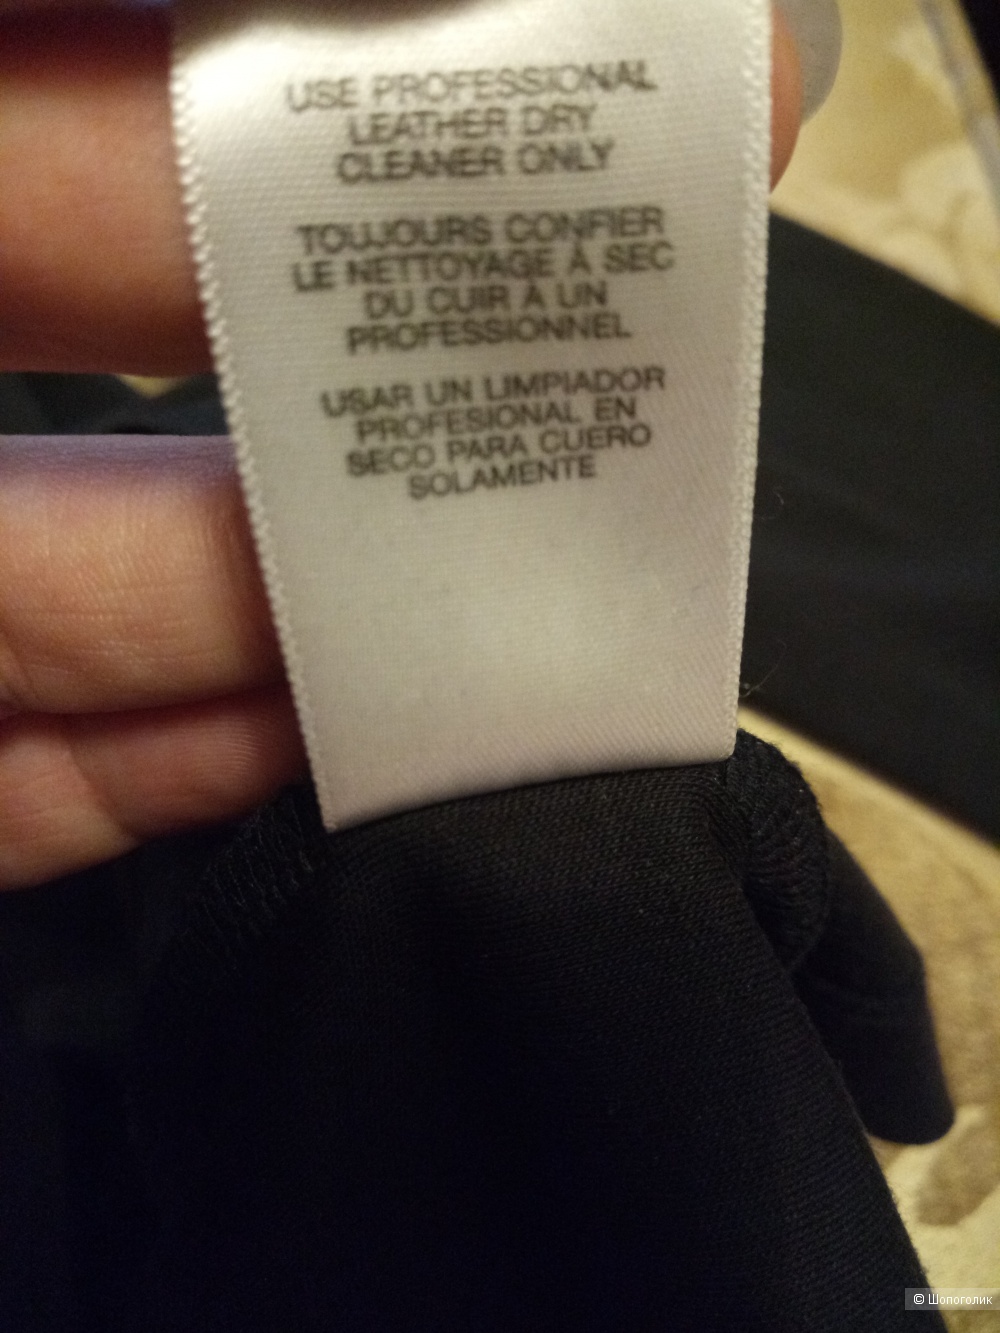 USE PROFESSIONAL
LEATHER DRY
CLEANER ONLY
TOUJOURS CONFIER
LE NETTOYAGE À SEC
DU CUIR À UN
PROFESSIONNEL
USAR UN LIMPIADOR
PROFESIONAL EN
SECO PARA CUERO
SOLAMENTE
© Шопоголик